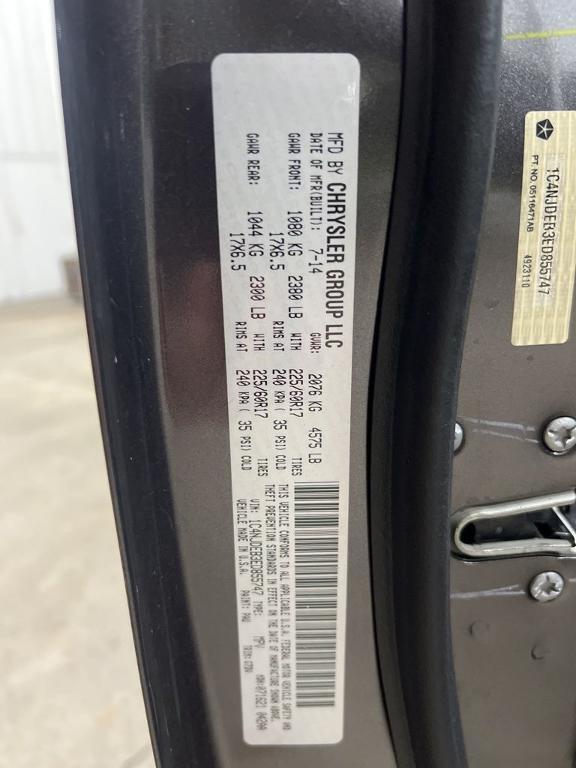 MFD BY CHRYSLER GROUP LLC
DATE OF MFR(BUILT): 7-14 GVWR: 2076 KG 4575 LB
GAWR FRONT: 1080 KG 2380 LB WITH 225/60R17 TIRES
17X6.5 RIMS AT 240 KPA ( 35 PSI) COLD
GAWR REAR: 1044 KG 2300 LB WITH 225/60R17 TIRES
17X6.5 RIMS AT 240 KPA ( 35 PSI) COLD
THIS VEHICLE CONFORMS TO ALL APPLICABLE U.S.A. FEDERAL MOTOR VEHICLE SAFETY AND
THEFT PREVENTION STANDARDS IN EFFECT ON THE DATE OF MANUFACTURE SHOWN ABOVE.
VIN: 1C4NJDEB3ED855747 TYPE: MPV
VEHICLE MADE IN U.S.A. PAINT: PAU TRIM:
1C4NJDEB3ED855747
PT. NO. 05116471AB
4923110